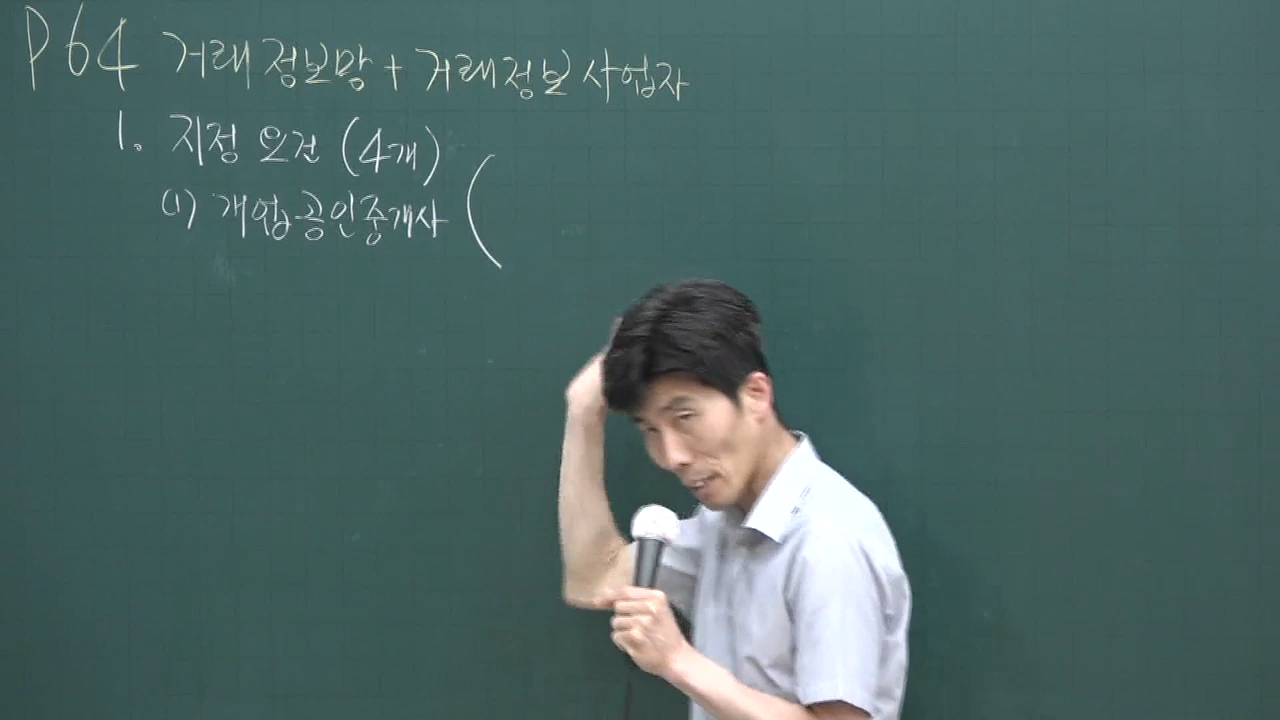 P64 거래정보망 + 거래정보사업자
1. 지정 요건 (4개)
(1) 개업공인중개사 (